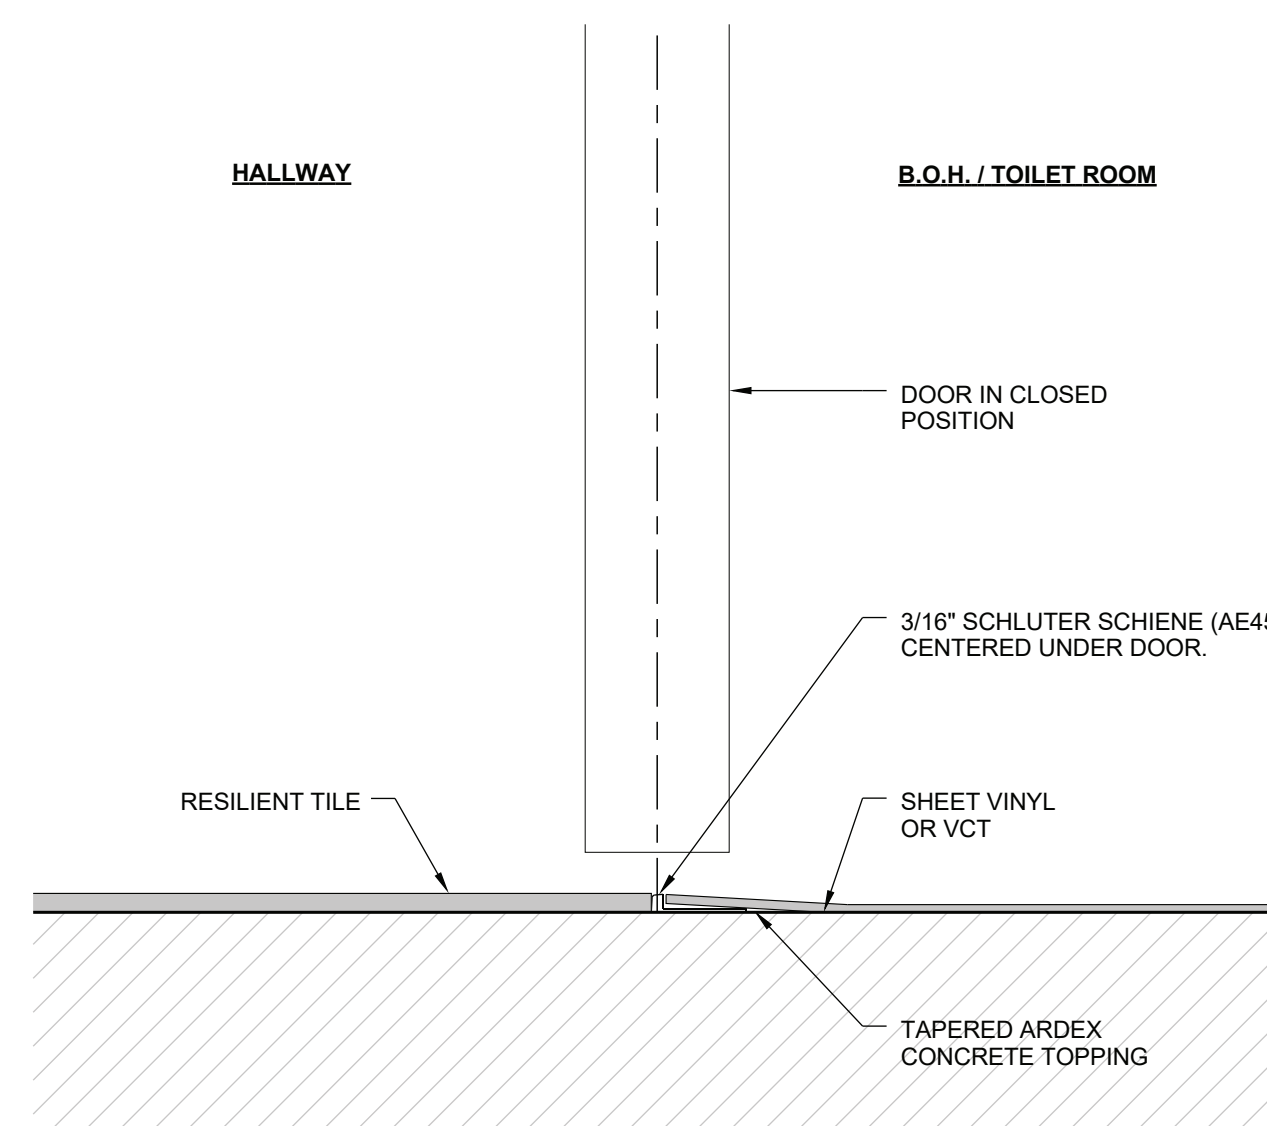 HALLWAY
B.O.H. / TOILET ROOM
DOOR IN CLOSED
POSITION
3/16" SCHLUTER SCHIENE (AE45
CENTERED UNDER DOOR.
RESILIENT TILE
SHEET VINYL
OR VCT
TAPERED ARDEX
CONCRETE TOPPING